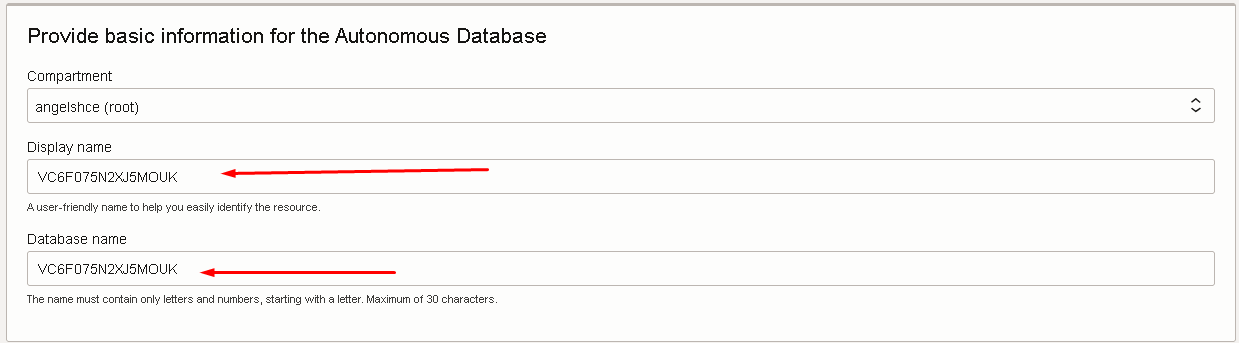 Provide basic information for the Autonomous Database
Compartment
angelshce (root)
Display name
VC6F075N2XJ5MOUK
A user-friendly name to help you easily identify the resource.
Database name
VC6F075N2XJ5MOUK
The name must contain only letters and numbers, starting with a letter. Maximum of 30 characters.